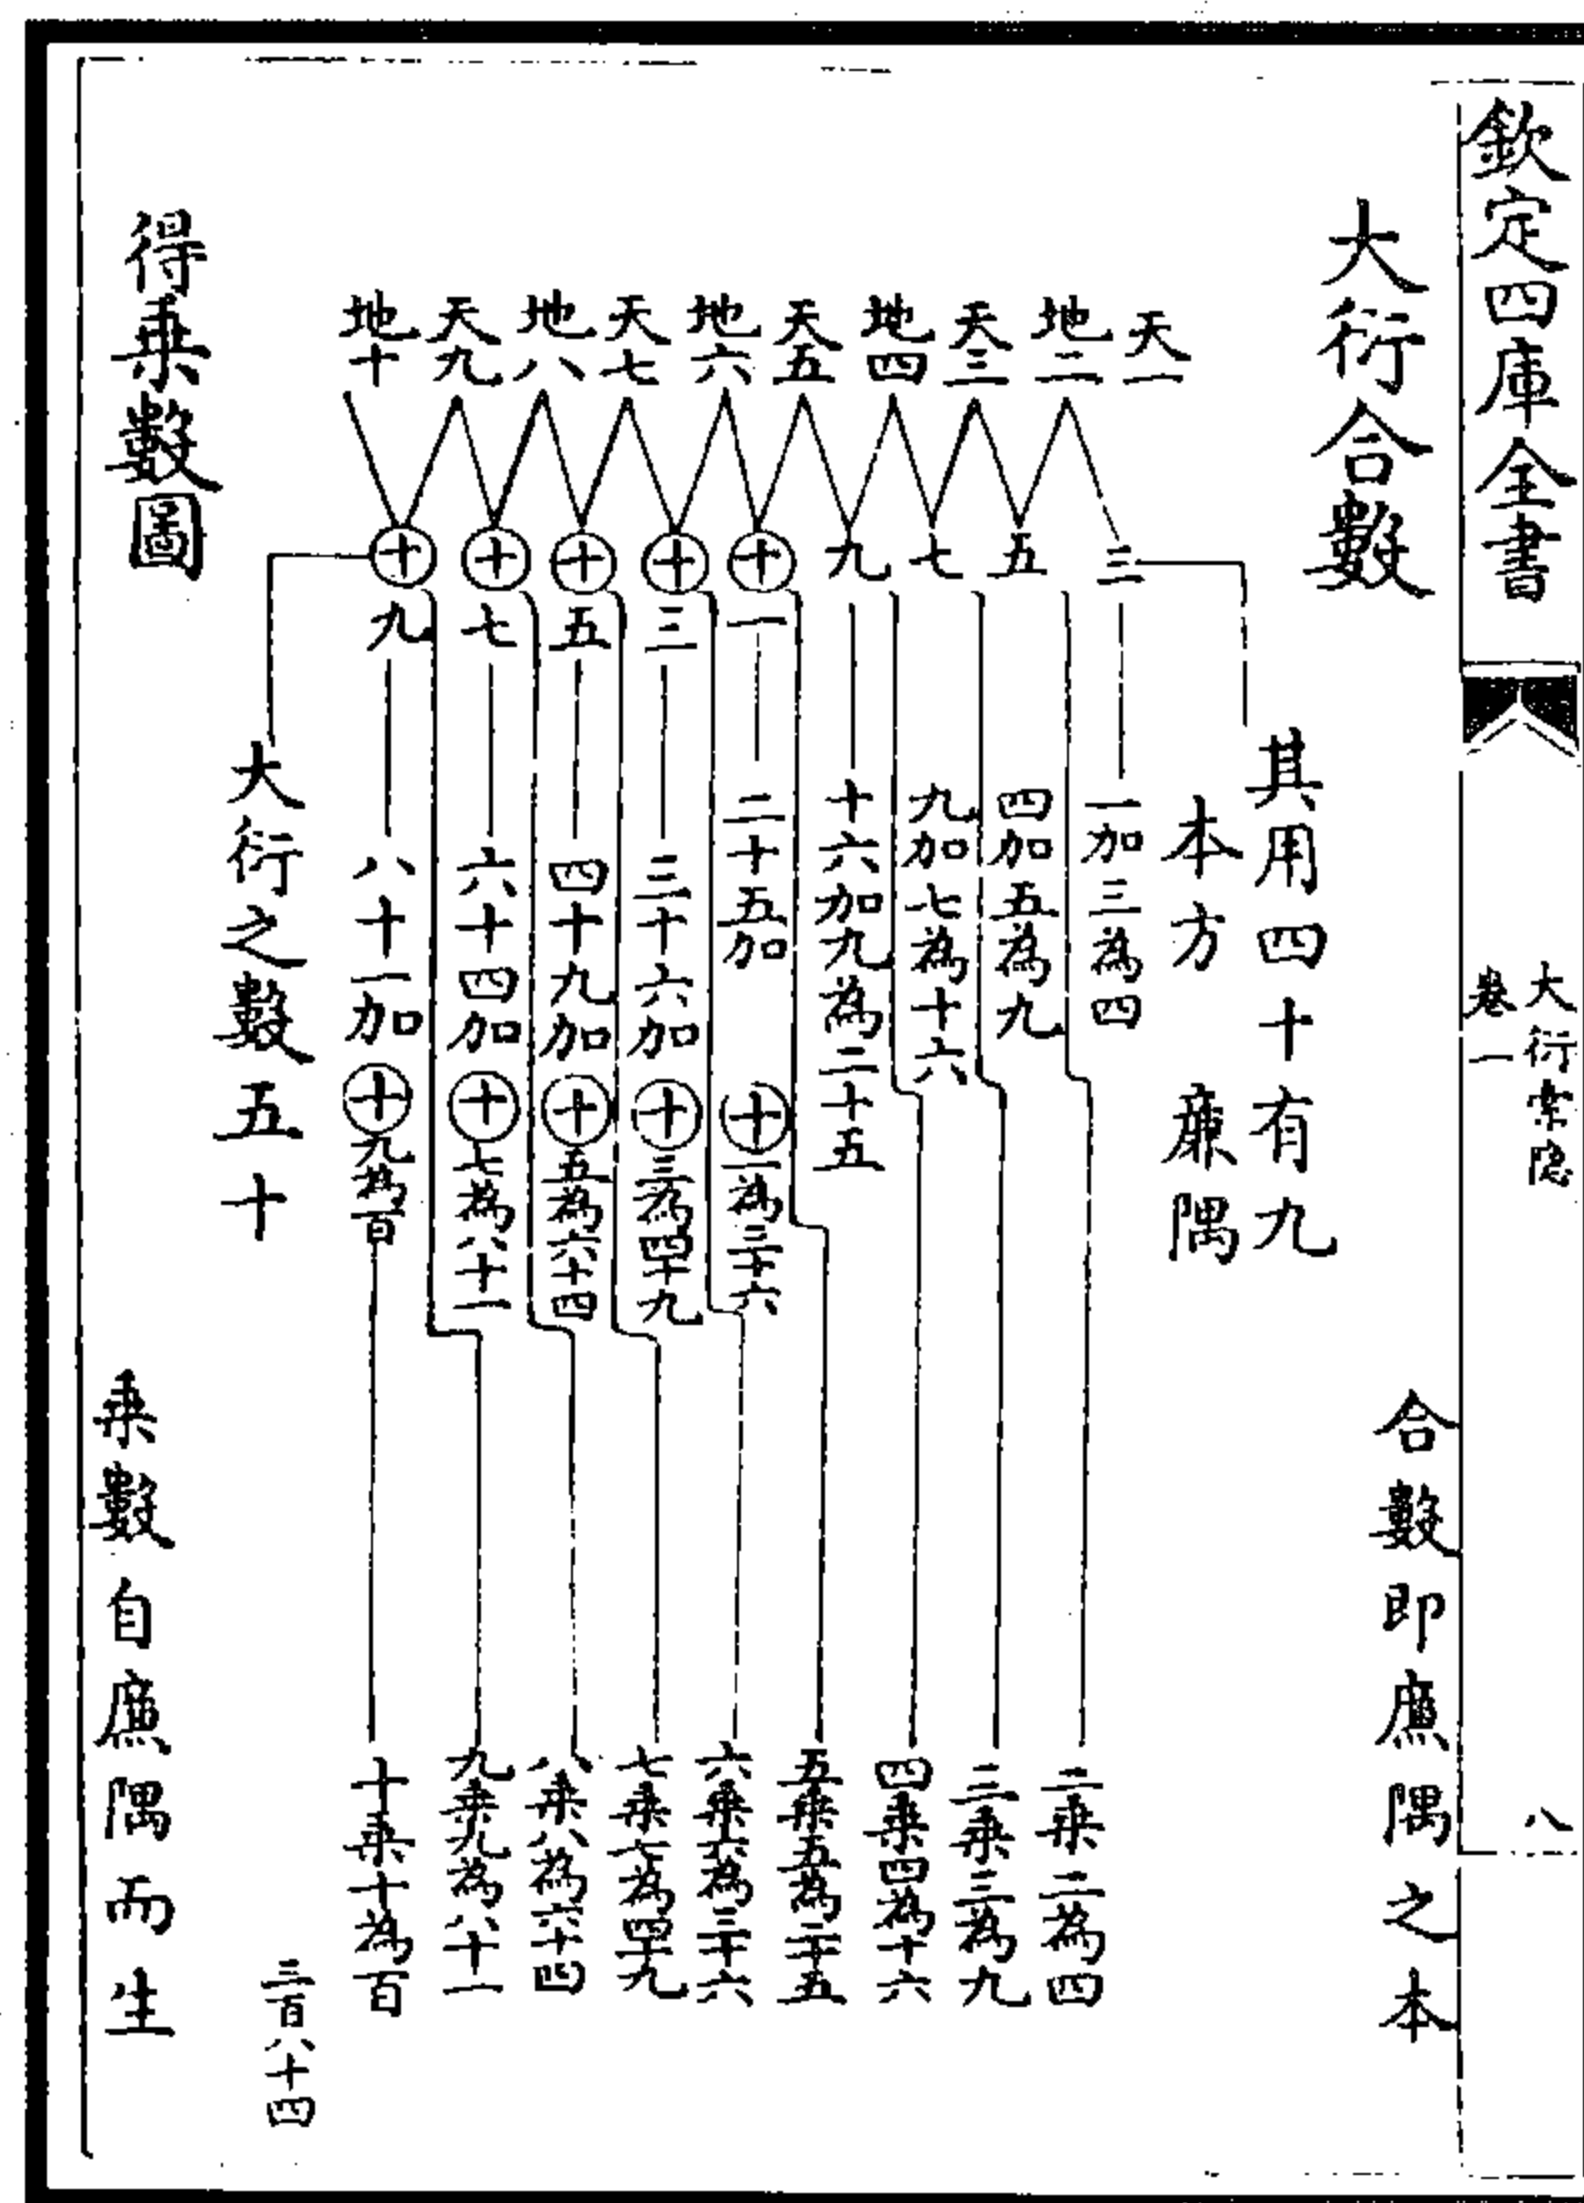 欽定四庫全書
大衍索隱
卷一
八
大衍合數
合數即廉隅之本
其用四十有九
本方 廉隅
天一
地二
天三
地四
天五
地六
天七
地八
天九
地十
三
五
七
九
十一
十三
十五
十七
十九
一加三為四
四加五為九
九加七為十六
十六加九為二十五
二十五加十一為三十六
三十六加十三為四十九
四十九加十五為六十四
六十四加十七為八十一
八十一加十九為百
二乘二為四
三乘三為九
四乘四為十六
五乘五為二十五
六乘六為三十六
七乘七為四十九
八乘八為六十四
九乘九為八十一
十乘十為百
大衍之數五十
三百八十四
得乘數圖
乘數自廉隅而生